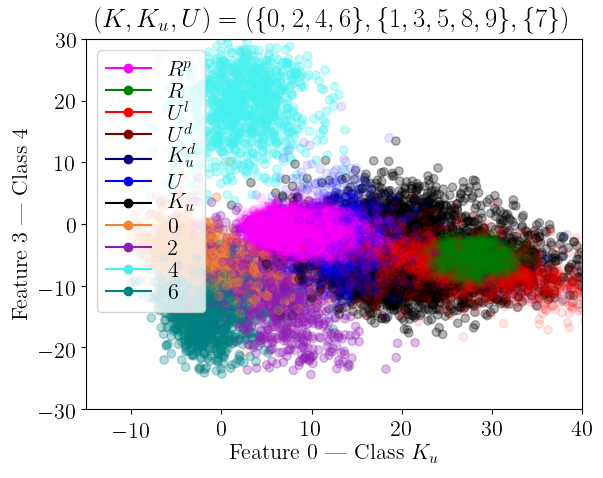 (K, K_u, U) = ({0, 2, 4, 6}, {1, 3, 5, 8, 9}, {7})
30
20
10
0
−10
−20
−30
Feature 3 — Class 4
R^p
R
U^l
U^d
K_u^d
U
K_u
0
2
4
6
−10 0 10 20 30 40
Feature 0 — Class K_u